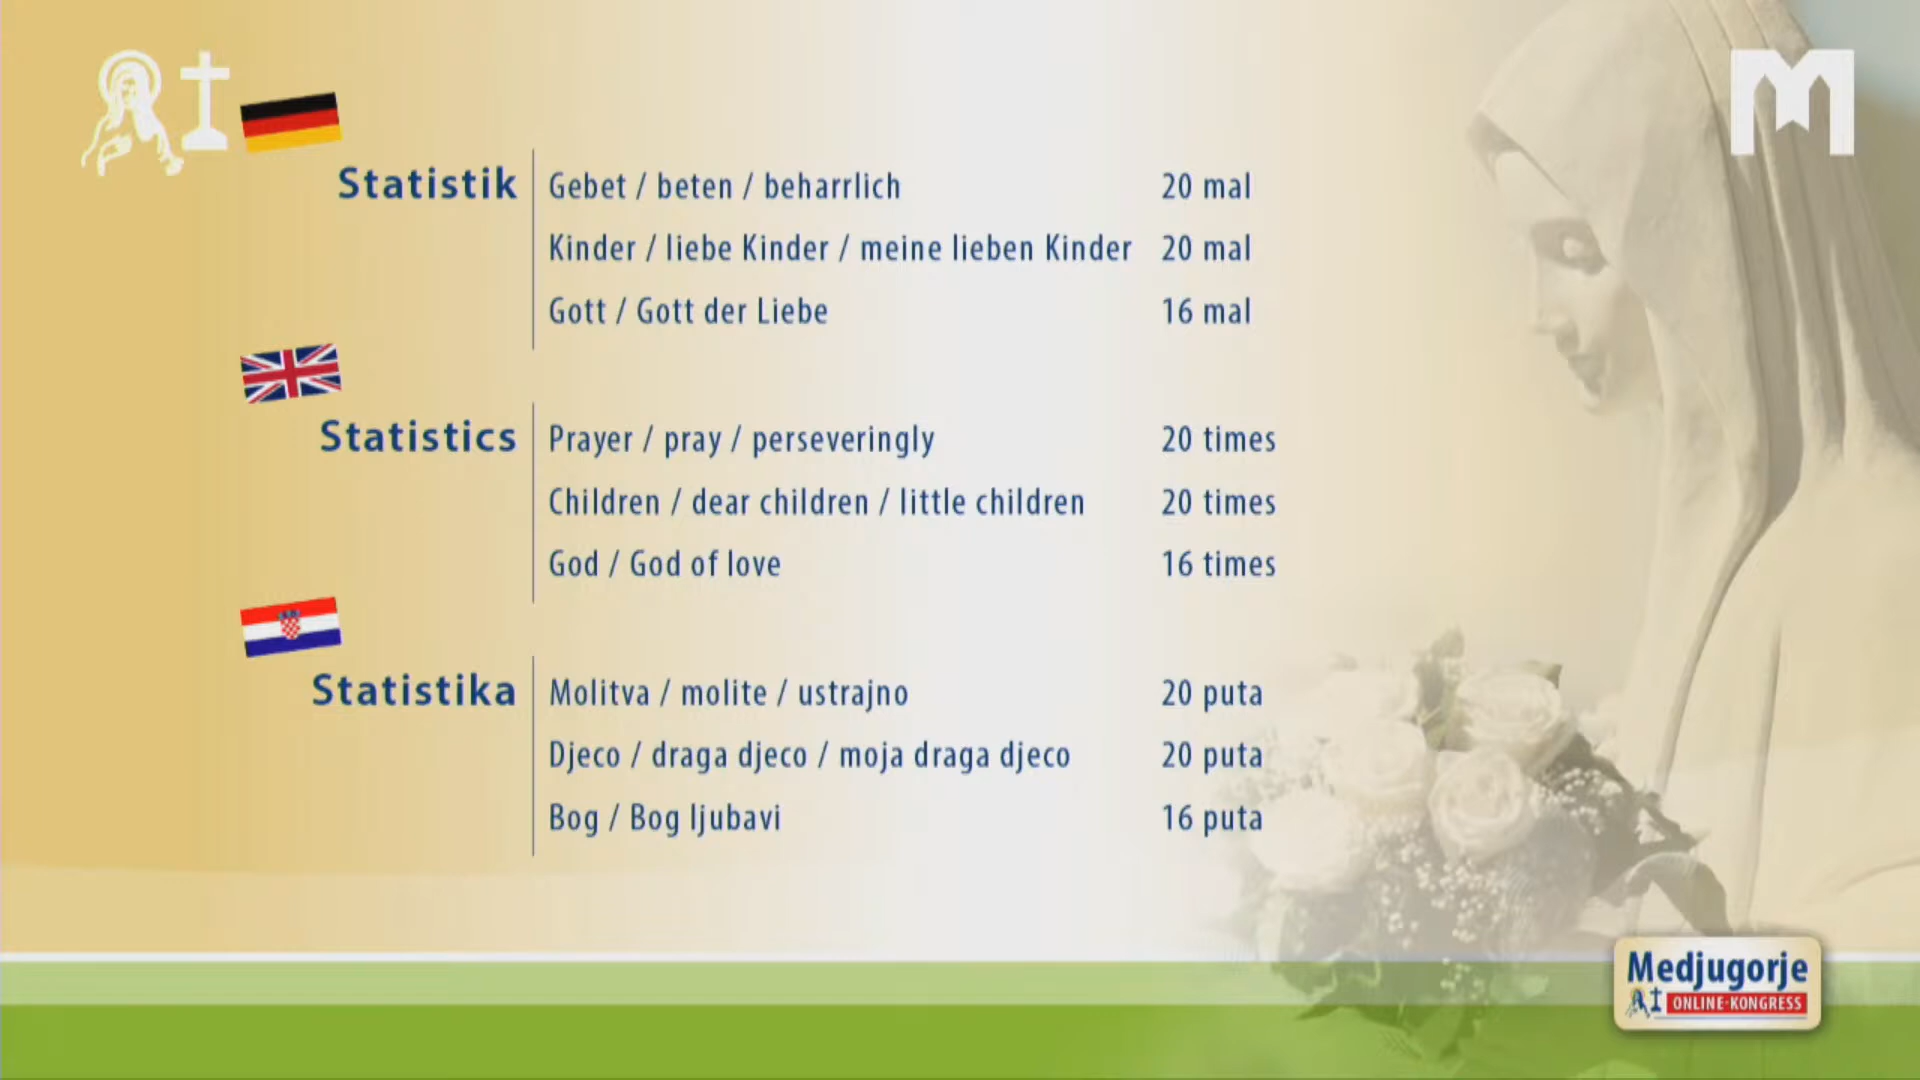 Statistik
Gebet / beten / beharrlich 20 mal
Kinder / liebe Kinder / meine lieben Kinder 20 mal
Gott / Gott der Liebe 16 mal
Statistics
Prayer / pray / perseveringly 20 times
Children / dear children / little children 20 times
God / God of love 16 times
Statistika
Molitva / molite / ustrajno 20 puta
Djeco / draga djeco / moja draga djeco 20 puta
Bog / Bog ljubavi 16 puta
Medjugorje
ONLINE-KONGRESS